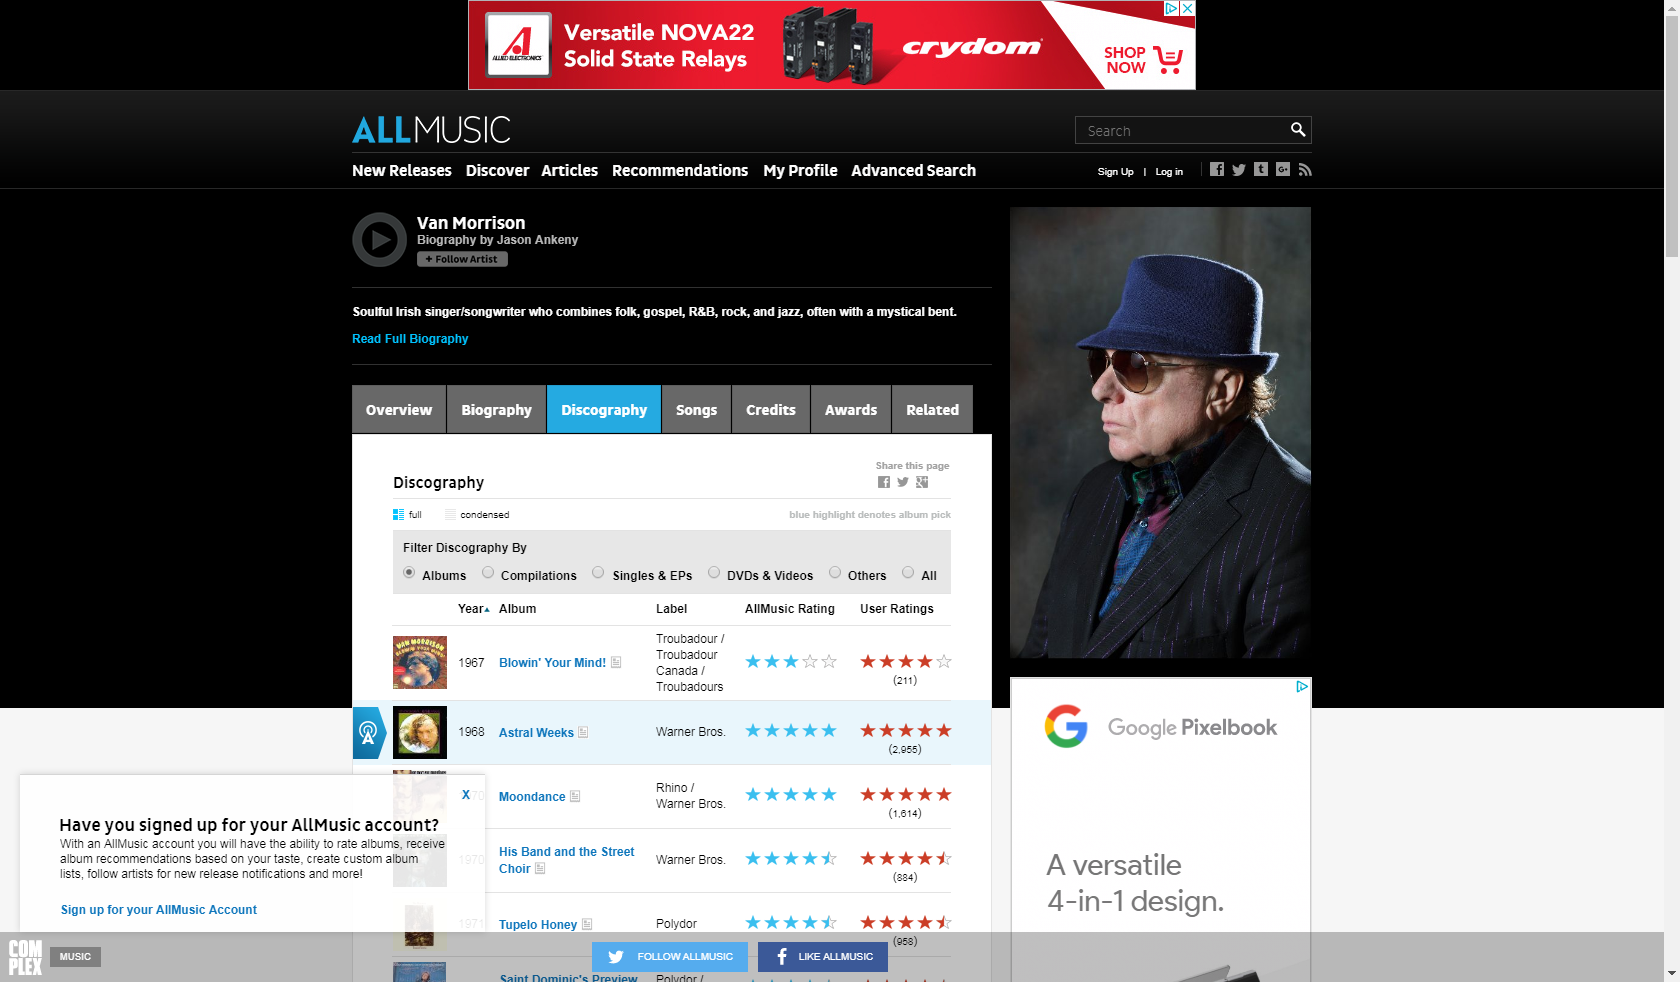 Versatile NOVA22
Solid State Relays
ALLIED ELECTRONICS
crydom
SHOP
NOW
ALLMUSIC
Search
New Releases Discover Articles Recommendations My Profile Advanced Search
Sign Up | Log in
Van Morrison
Biography by Jason Ankeny
+ Follow Artist
Soulful Irish singer/songwriter who combines folk, gospel, R&B, rock, and jazz, often with a mystical bent.
Read Full Biography
Overview Biography Discography Songs Credits Awards Related
Share this page
Discography
full condensed
blue highlight denotes album pick
Filter Discography By
Albums Compilations Singles & EPs DVDs & Videos Others All
Year Album Label AllMusic Rating User Ratings
VAN MORRISON
BLOWIN' YOUR MIND!
1967 Blowin' Your Mind!
Troubadour /
Troubadour
Canada /
Troubadours
(211)
1968 Astral Weeks Warner Bros.
(2,955)
1970 Moondance
Rhino /
Warner Bros.
(1,614)
1970 His Band and the Street
Choir
Warner Bros.
(884)
1971 Tupelo Honey Polydor
(958)
Saint Dominic's Preview Polydor /
X
Have you signed up for your AllMusic account?
With an AllMusic account you will have the ability to rate albums, receive
album recommendations based on your taste, create custom album
lists, follow artists for new release notifications and more!
Sign up for your AllMusic Account
Google Pixelbook
A versatile
4-in-1 design.
COMPLEX
MUSIC
FOLLOW ALLMUSIC
LIKE ALLMUSIC